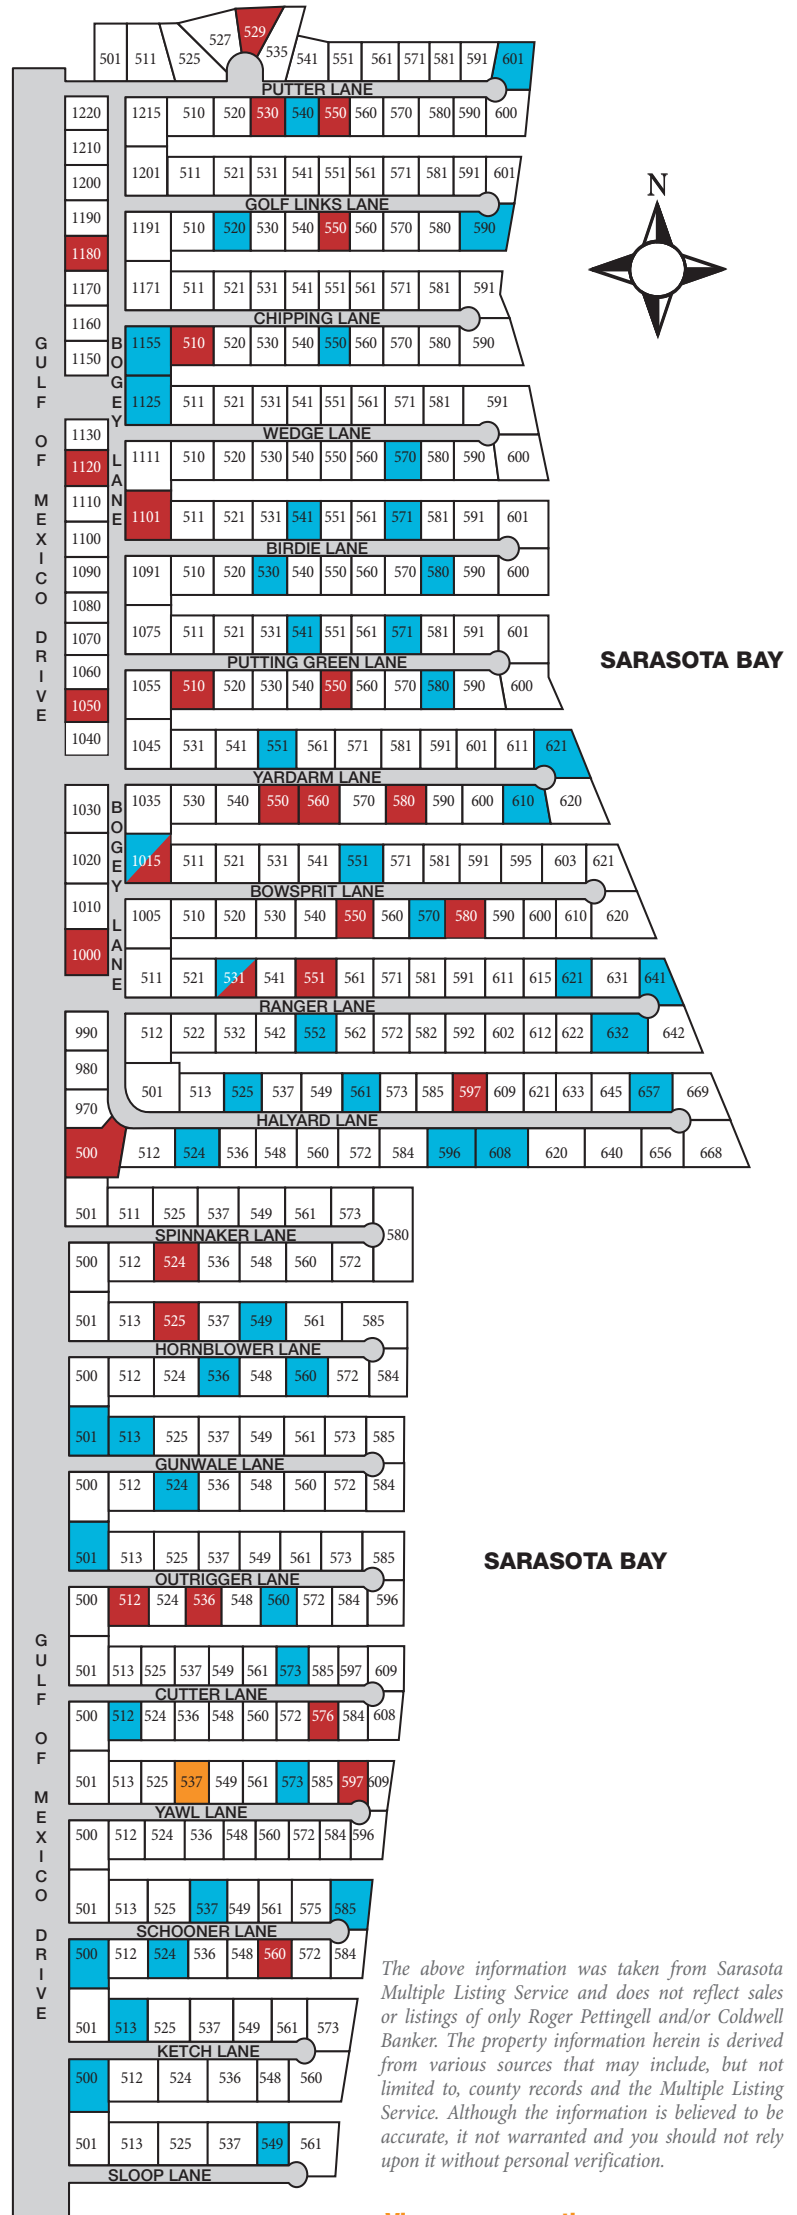 501 511 525 527 529 535 541 551 561 571 581 591 601
PUTTER LANE
1220 1215 510 520 530 540 550 560 570 580 590 600
1210
1200 1201 511 521 531 541 551 561 571 581 591 601
GOLF LINKS LANE
1190 1191 510 520 530 540 550 560 570 580 590
1180
1170 1171 511 521 531 541 551 561 571 581 591
CHIPPING LANE
1160
1150 1155 510 520 530 540 550 560 570 580 590
1125 511 521 531 541 551 561 571 581 591
WEDGE LANE
1130
1120 1111 510 520 530 540 550 560 570 580 590 600
1110 1101 511 521 531 541 551 561 571 581 591 601
BIRDIE LANE
1100
1090 1091 510 520 530 540 550 560 570 580 590 600
1080
1070 1075 511 521 531 541 551 561 571 581 591 601
PUTTING GREEN LANE
1060
1050 1055 510 520 530 540 550 560 570 580 590 600
1040 1045 531 541 551 561 571 581 591 601 611 621
YARDARM LANE
1030 1035 530 540 550 560 570 580 590 600 610 620
1020 1015 511 521 531 541 551 571 581 591 595 603 621
BOWSPRIT LANE
1010 1005 510 520 530 540 550 560 570 580 590 600 610 620
1000 511 521 531 541 551 561 571 581 591 611 615 621 631 641
RANGER LANE
990 512 522 532 542 552 562 572 582 592 602 612 622 632 642
980
970 501 513 525 537 549 561 573 585 597 609 621 633 645 657 669
HALYARD LANE
500 512 524 536 548 560 572 584 596 608 620 640 656 668
501 511 525 537 549 561 573 580
SPINNAKER LANE
500 512 524 536 548 560 572
501 513 525 537 549 561 585
HORNBLOWER LANE
500 512 524 536 548 560 572 584
501 513 525 537 549 561 573 585
GUNWALE LANE
500 512 524 536 548 560 572 584
501 513 525 537 549 561 573 585
OUTRIGGER LANE
500 512 524 536 548 560 572 584 596
501 513 525 537 549 561 573 585 597 609
CUTTER LANE
500 512 524 536 548 560 572 576 584 608
501 513 525 537 549 561 573 585 597 609
YAWL LANE
500 512 524 536 548 560 572 584 596
501 513 525 537 549 561 575 585
SCHOONER LANE
500 512 524 536 548 560 572 584
501 513 525 537 549 561 573
KETCH LANE
500 512 524 536 548 560
501 513 525 537 549 561
SLOOP LANE
GULF OF MEXICO DRIVE
BOGEY LANE
BOGEY LANE
GULF OF MEXICO DRIVE
N
SARASOTA BAY
SARASOTA BAY
The above information was taken from Sarasota
Multiple Listing Service and does not reflect sales
or listings of only Roger Pettingell and/or Coldwell
Banker. The property information herein is derived
from various sources that may include, but not
limited to, county records and the Multiple Listing
Service. Although the information is believed to be
accurate, it not warranted and you should not rely
upon it without personal verification.